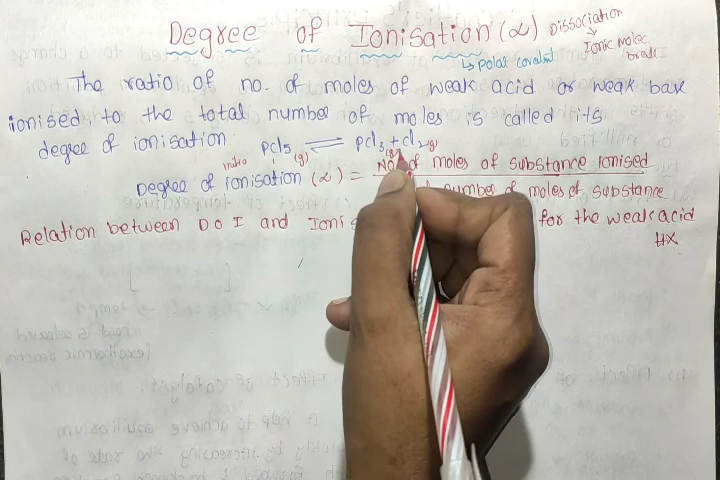 Degree of Ionisation (α) Dissociation
↳ Polar covalent
Ionic molec
break
The ratio of no. of moles of weak acid or weak base
ionised to the total number of moles is called its
degree of ionisation PCl5 (g) ⇌ PCl3 (g) + Cl2 (g)
Degree of ionisation (α) = No. of moles of substance ionised
number of moles of substance
Relation between DOI and Ionis for the weak acid
HX